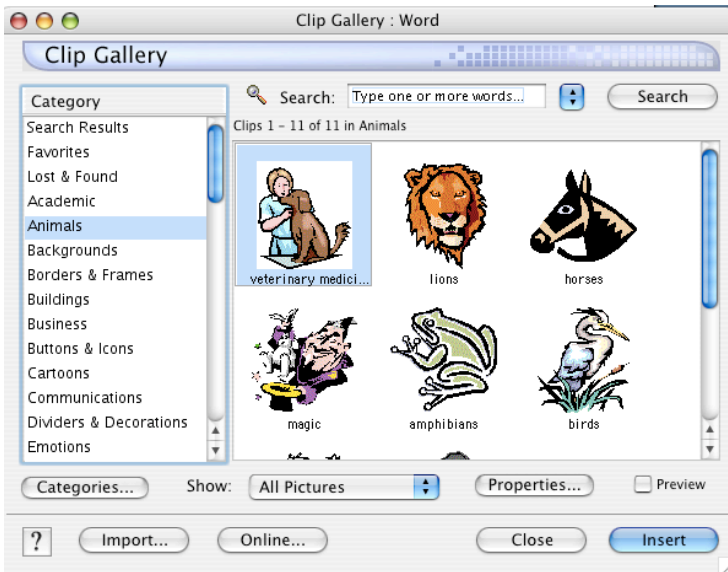 Clip Gallery : Word
Clip Gallery
Category
Search: Type one or more words... Search
Clips 1 – 11 of 11 in Animals
Search Results
Favorites
Lost & Found
Academic
Animals
Backgrounds
Borders & Frames
Buildings
Business
Buttons & Icons
Cartoons
Communications
Dividers & Decorations
Emotions
veterinary medici... lions horses
magic amphibians birds
Categories... Show: All Pictures Properties... Preview
? Import... Online... Close Insert